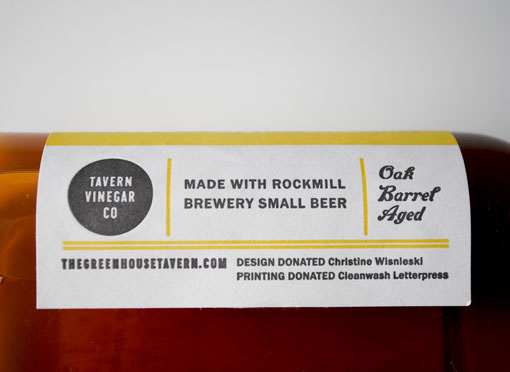 TAVERN
VINEGAR
CO
MADE WITH ROCKMILL
BREWERY SMALL BEER
Oak
Barrel
Aged
THEGREENHOUSETAVERN.COM
DESIGN DONATED Christine Wisnieski
PRINTING DONATED Cleanwash Letterpress